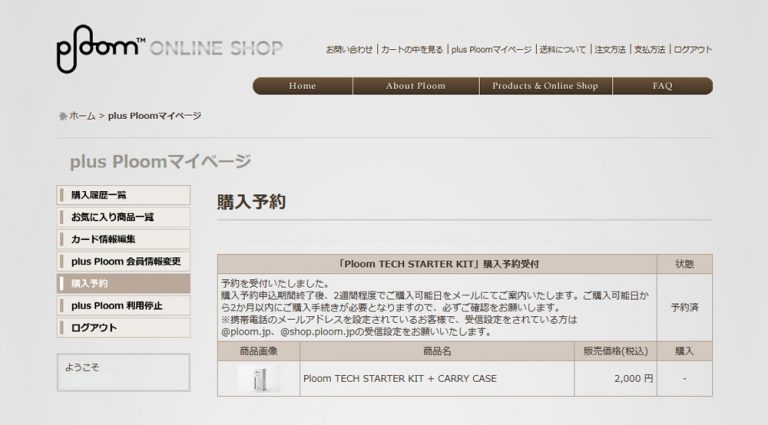 ploom™ ONLINE SHOP
お問い合わせ | カートの中を見る | plus Ploomマイページ | 送料について | 注文方法 | 支払方法 | ログアウト
Home About Ploom Products & Online Shop FAQ
ホーム > plus Ploomマイページ
plus Ploomマイページ
購入履歴一覧
お気に入り商品一覧
カード情報編集
plus Ploom 会員情報変更
購入予約
plus Ploom 利用停止
ログアウト
ようこそ
購入予約
「Ploom TECH STARTER KIT」購入予約受付 状態
予約を受付いたしました。
購入予約申込期間終了後、2週間程度でご購入可能日をメールにてご案内いたします。ご購入可能日か
ら2か月以内にご購入手続きが必要となりますので、必ずご確認をお願いします。
※携帯電話のメールアドレスを設定されているお客様で、受信設定をされている方は
@ploom.jp、@shop.ploom.jpの受信設定をお願いいたします。
予約済
商品画像 商品名 販売価格(税込) 購入
Ploom TECH STARTER KIT + CARRY CASE 2,000 円 -